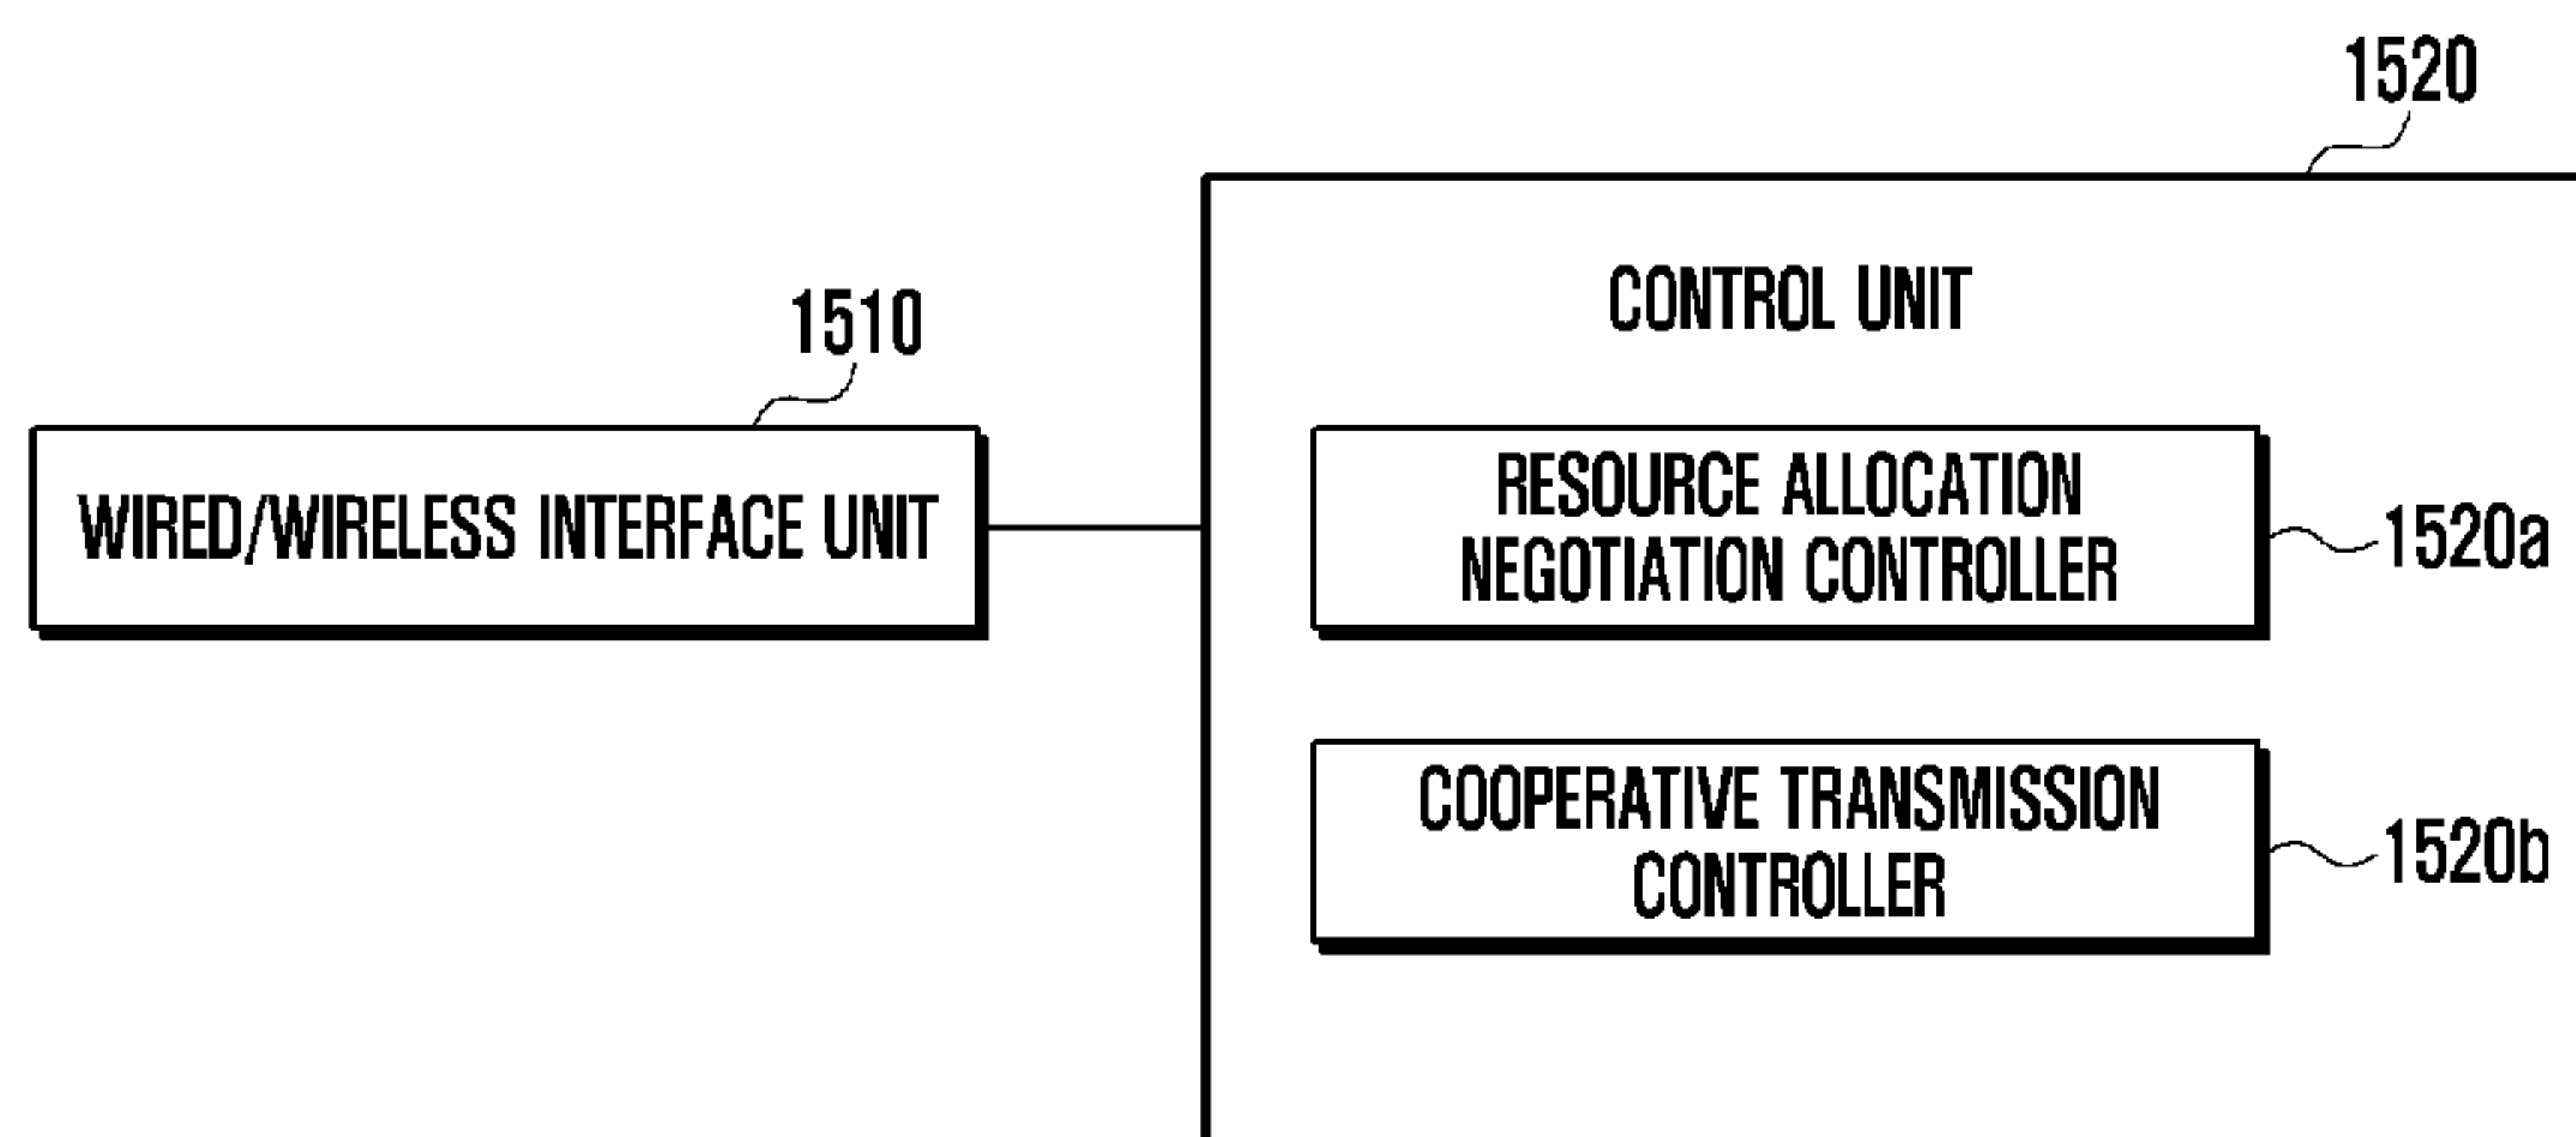 1520
CONTROL UNIT
1510
WIRED/WIRELESS INTERFACE UNIT
RESOURCE ALLOCATION
NEGOTIATION CONTROLLER
1520a
COOPERATIVE TRANSMISSION
CONTROLLER
1520b